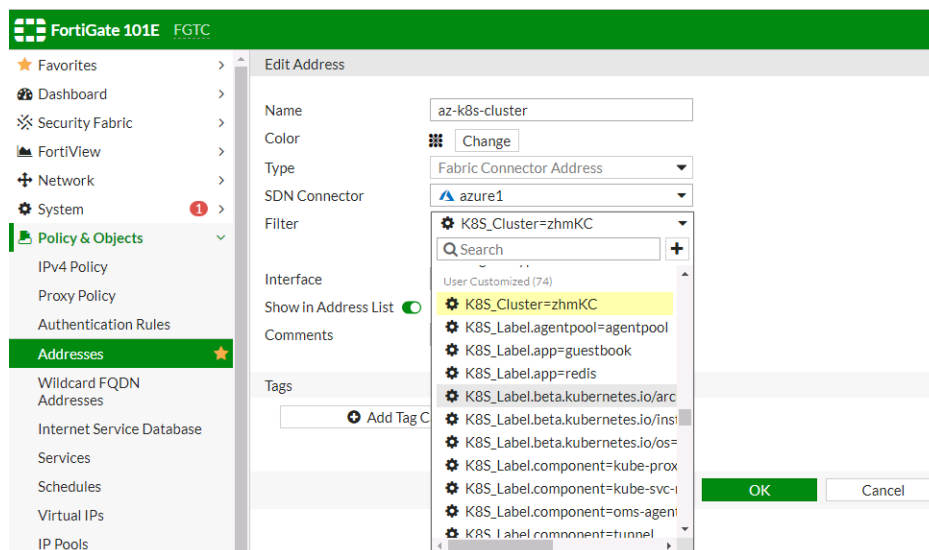 FortiGate 101E FGTC
Favorites
Dashboard
Security Fabric
FortiView
Network
System 1
Policy & Objects
IPv4 Policy
Proxy Policy
Authentication Rules
Addresses
Wildcard FQDN
Addresses
Internet Service Database
Services
Schedules
Virtual IPs
IP Pools
Edit Address
Name az-k8s-cluster
Color Change
Type Fabric Connector Address
SDN Connector azure1
Filter K8S_Cluster=zhmKC
Search
User Customized (74)
Interface
K8S_Cluster=zhmKC
Show in Address List
K8S_Label.agentpool=agentpool
Comments
K8S_Label.app=guestbook
K8S_Label.app=redis
Tags
K8S_Label.beta.kubernetes.io/arc
Add Tag C
K8S_Label.beta.kubernetes.io/inst
K8S_Label.beta.kubernetes.io/os=
K8S_Label.component=kube-prox
K8S_Label.component=kube-svc-r
K8S_Label.component=oms-agent
K8S_Label.component=tunnel
OK Cancel